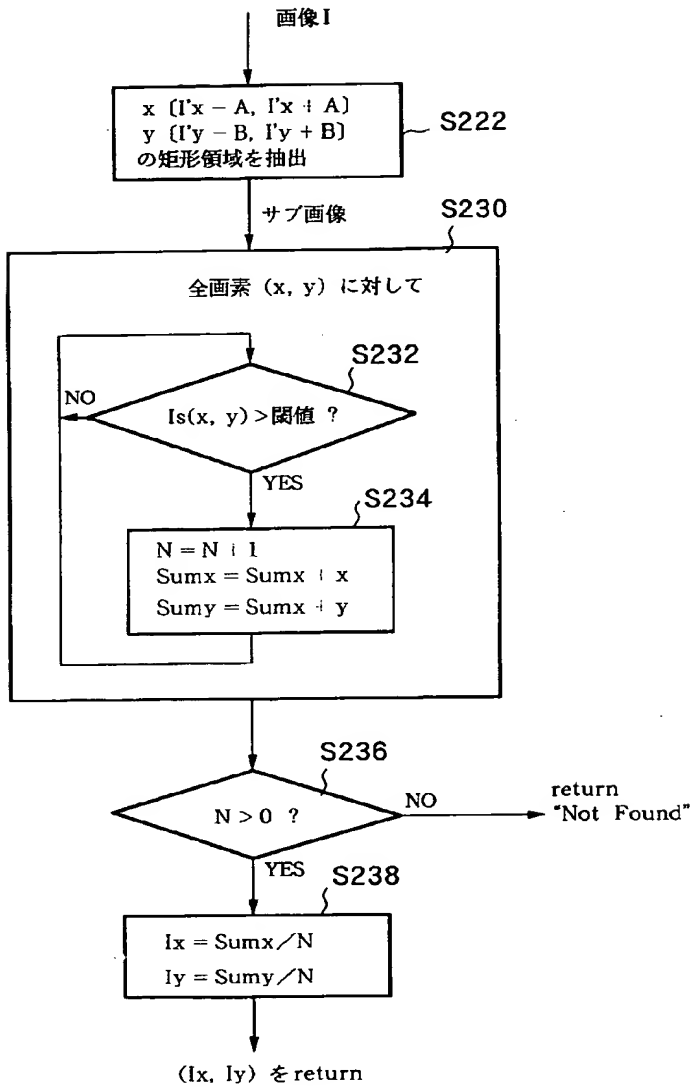 画像I
x〔I'x − A, I'x + A〕
y〔I'y − B, I'y + B〕
の矩形領域を抽出
S222
サブ画像
S230
全画素 (x, y) に対して
S232
NO
Is(x, y)>閾値 ?
YES
S234
N = N + 1
Sumx = Sumx + x
Sumy = Sumx + y
S236
N > 0 ?
NO
return
"Not Found"
YES
S238
Ix = Sumx／N
Iy = Sumy／N
(Ix, Iy) をreturn